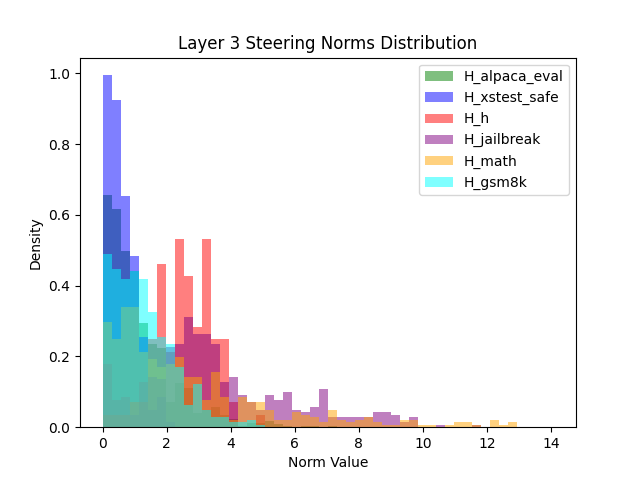 Layer 3 Steering Norms Distribution
H_alpaca_eval
H_xstest_safe
H_h
H_jailbreak
H_math
H_gsm8k
1.0
0.8
0.6
0.4
0.2
0.0
Density
0 2 4 6 8 10 12 14
Norm Value